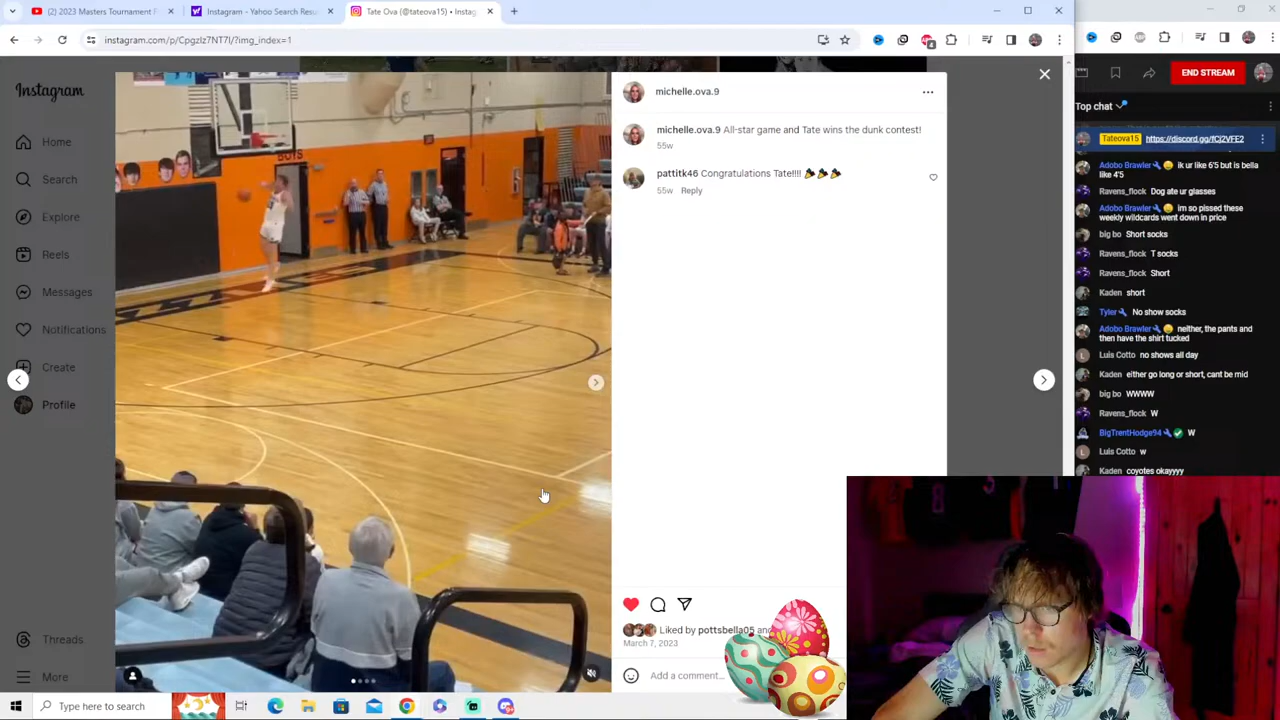 (2) 2023 Masters Tournament F
Instagram - Yahoo Search Resu
Tate Ova (@tateova15) • Instag
instagram.com/p/CpgzIz7NT7l/?img_index=1
Instagram
Home
Search
Explore
Reels
Messages
Notifications
Create
Profile
Threads
More
BOYS
michelle.ova.9
michelle.ova.9 All-star game and Tate wins the dunk contest!
55w
pattitk46 Congratulations Tate!!!!
55w Reply
Liked by pottsbella05 and
March 7, 2023
Add a comment...
END STREAM
Top chat
Tateova15 https://discord.gg/fCj2VFE2
Adobo Brawler ik ur like 6'5 but is bella
like 4'5
Ravens_flock Dog ate ur glasses
Adobo Brawler im so pissed these
weekly wildcards went down in price
big bo Short socks
Ravens_flock T socks
Ravens_flock Short
Kaden short
Tyler No show socks
Adobo Brawler neither, the pants and
then have the shirt tucked
Luis Cotto no shows all day
Kaden either go long or short, cant be mid
big bo WWWW
Ravens_flock W
BigTrentHodge94 W
Luis Cotto w
Kaden coyotes okayyyy
Type here to search